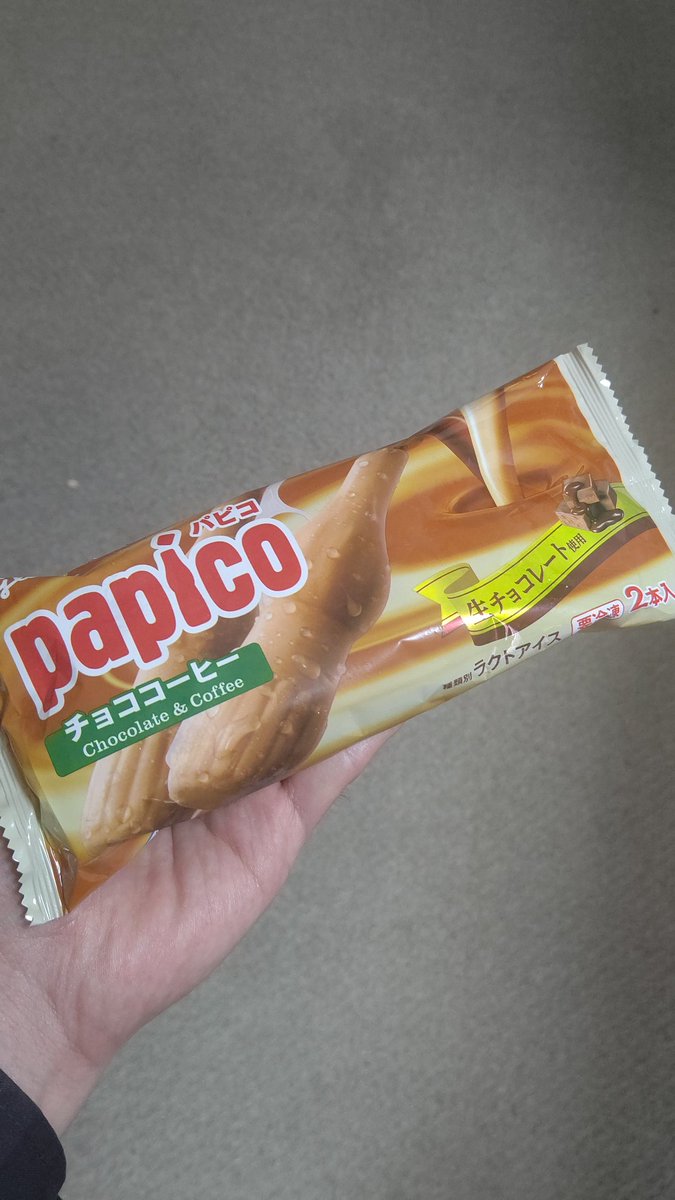 パピコ
papico
チョココーヒー
Chocolate & Coffee
生チョコレート使用
種類別 ラクトアイス 要冷凍 2本入